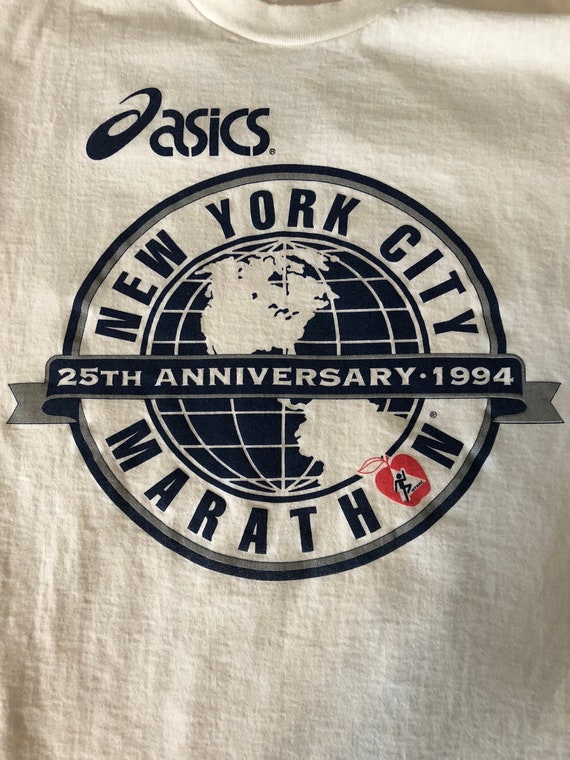 asics®
NEW YORK CITY
25TH ANNIVERSARY·1994
®
MARATHON